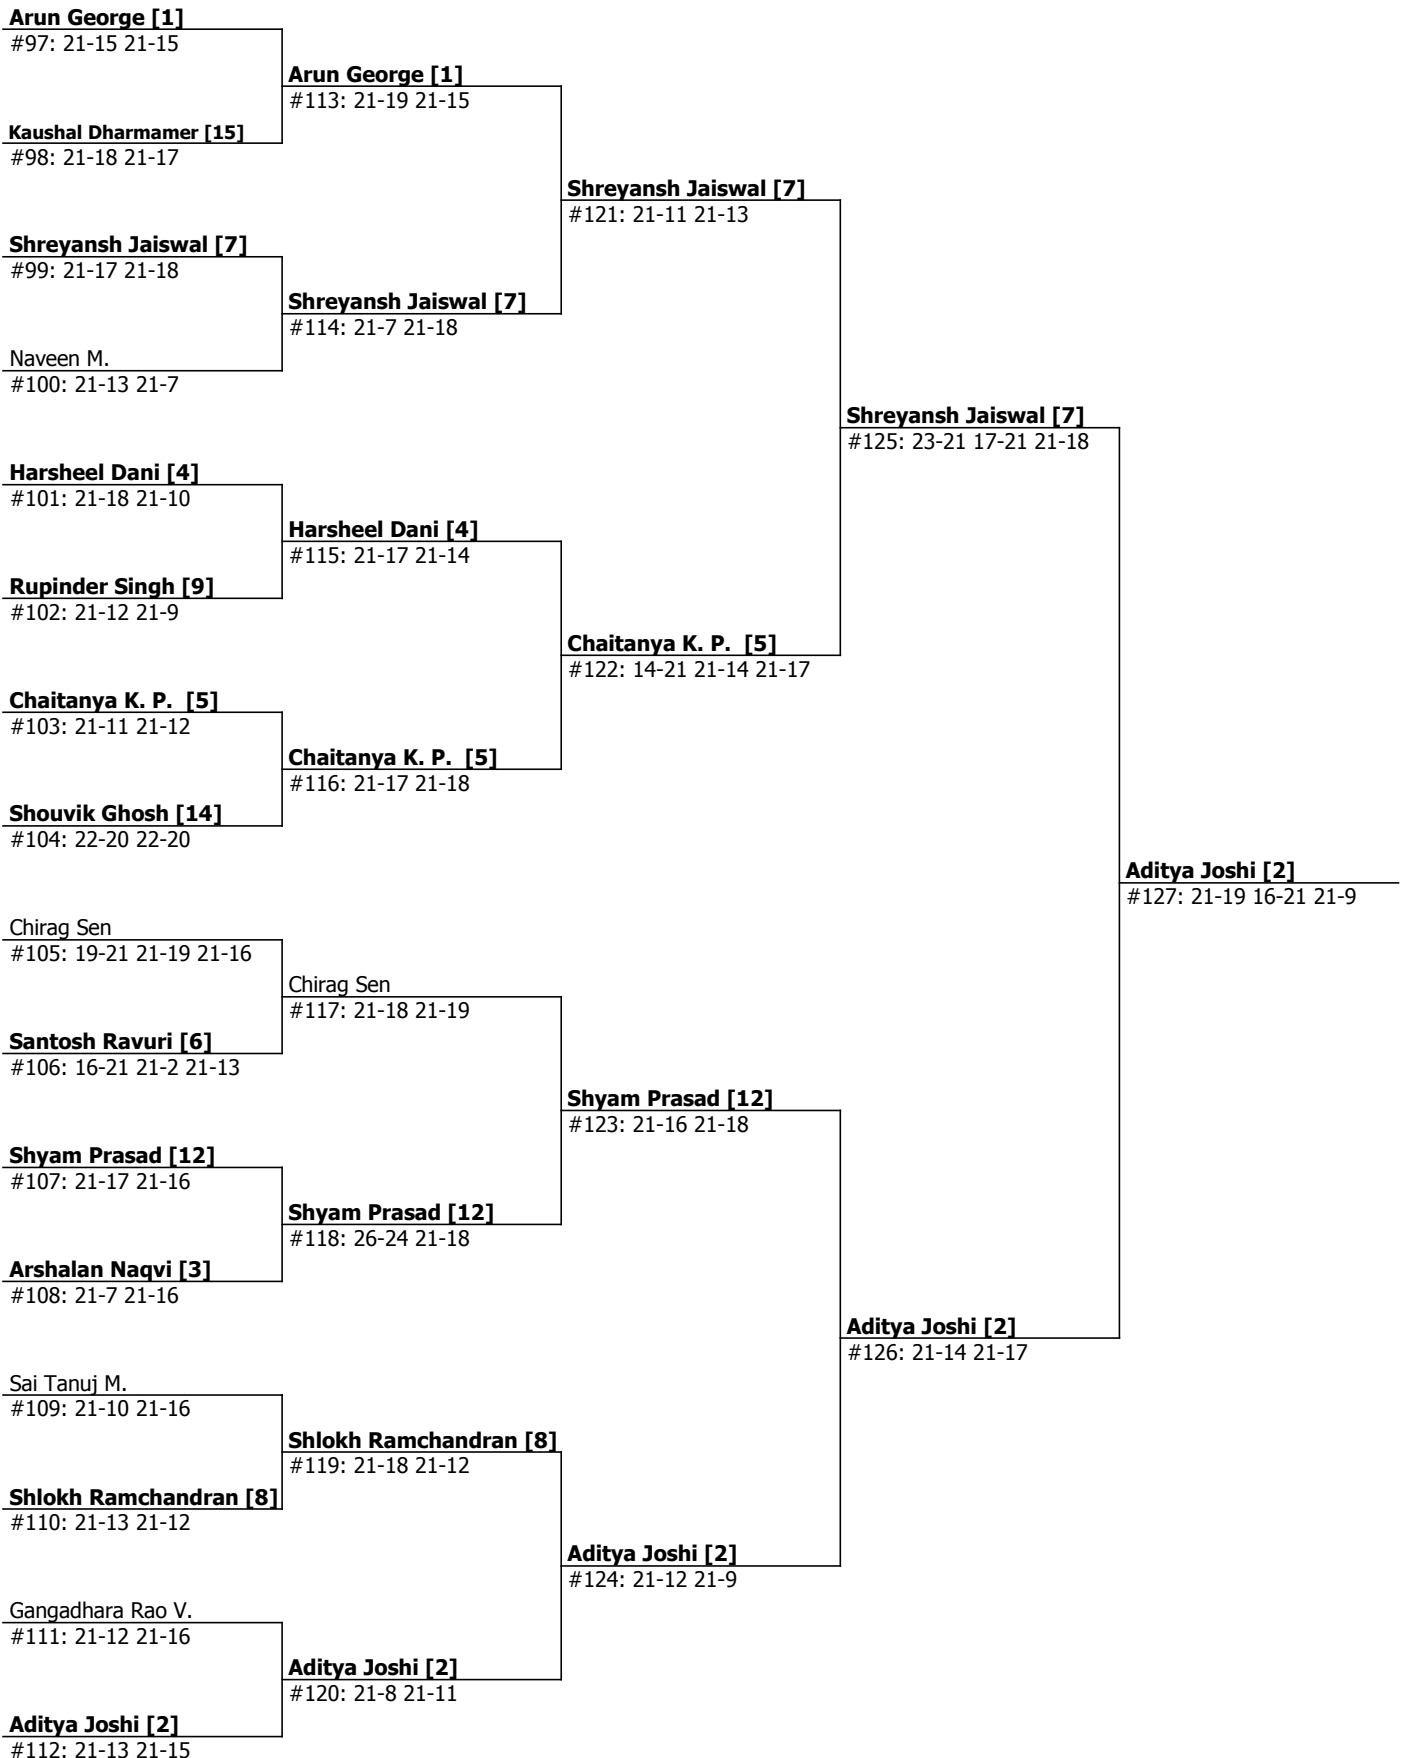 Arun George [1]
#97: 21-15 21-15
Arun George [1]
#113: 21-19 21-15
Kaushal Dharmamer [15]
#98: 21-18 21-17
Shreyansh Jaiswal [7]
#121: 21-11 21-13
Shreyansh Jaiswal [7]
#99: 21-17 21-18
Shreyansh Jaiswal [7]
#114: 21-7 21-18
Naveen M.
#100: 21-13 21-7
Shreyansh Jaiswal [7]
#125: 23-21 17-21 21-18
Harsheel Dani [4]
#101: 21-18 21-10
Harsheel Dani [4]
#115: 21-17 21-14
Rupinder Singh [9]
#102: 21-12 21-9
Chaitanya K. P. [5]
#122: 14-21 21-14 21-17
Chaitanya K. P. [5]
#103: 21-11 21-12
Chaitanya K. P. [5]
#116: 21-17 21-18
Shouvik Ghosh [14]
#104: 22-20 22-20
Aditya Joshi [2]
#127: 21-19 16-21 21-9
Chirag Sen
#105: 19-21 21-19 21-16
Chirag Sen
#117: 21-18 21-19
Santosh Ravuri [6]
#106: 16-21 21-2 21-13
Shyam Prasad [12]
#123: 21-16 21-18
Shyam Prasad [12]
#107: 21-17 21-16
Shyam Prasad [12]
#118: 26-24 21-18
Arshalan Naqvi [3]
#108: 21-7 21-16
Aditya Joshi [2]
#126: 21-14 21-17
Sai Tanuj M.
#109: 21-10 21-16
Shlokh Ramchandran [8]
#119: 21-18 21-12
Shlokh Ramchandran [8]
#110: 21-13 21-12
Aditya Joshi [2]
#124: 21-12 21-9
Gangadhara Rao V.
#111: 21-12 21-16
Aditya Joshi [2]
#120: 21-8 21-11
Aditya Joshi [2]
#112: 21-13 21-15